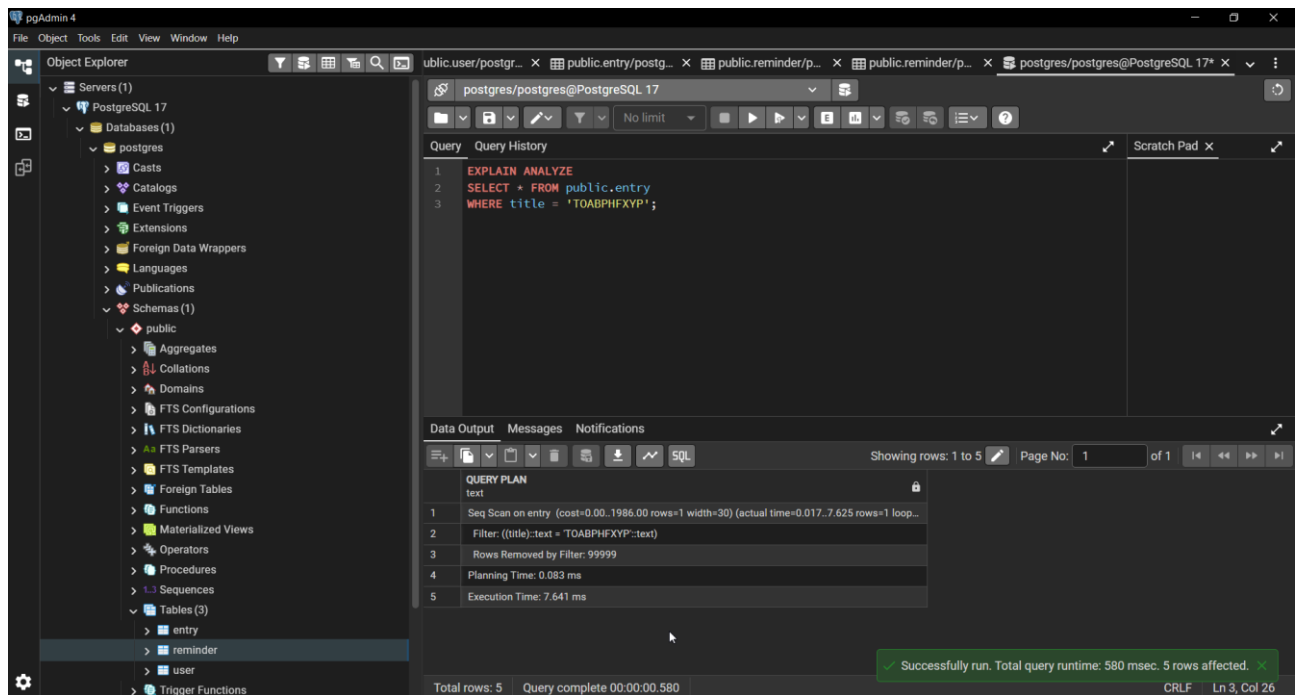 pgAdmin 4
File Object Tools Edit View Window Help
Object Explorer
Servers (1)
PostgreSQL 17
Databases (1)
postgres
Casts
Catalogs
Event Triggers
Extensions
Foreign Data Wrappers
Languages
Publications
Schemas (1)
public
Aggregates
Collations
Domains
FTS Configurations
FTS Dictionaries
Aa FTS Parsers
FTS Templates
Foreign Tables
Functions
Materialized Views
Operators
Procedures
1..3 Sequences
Tables (3)
entry
reminder
user
Trigger Functions
ublic.user/postgr... public.entry/postg... public.reminder/p... public.reminder/p... postgres/postgres@PostgreSQL 17*
postgres/postgres@PostgreSQL 17
No limit
E
Query Query History
Scratch Pad
1 EXPLAIN ANALYZE
2 SELECT * FROM public.entry
3 WHERE title = 'TOABPHFXYP';
Data Output Messages Notifications
SQL Showing rows: 1 to 5 Page No: 1 of 1
QUERY PLAN
text
1 Seq Scan on entry (cost=0.00..1986.00 rows=1 width=30) (actual time=0.017..7.625 rows=1 loop...
2 Filter: ((title)::text = 'TOABPHFXYP'::text)
3 Rows Removed by Filter: 99999
4 Planning Time: 0.083 ms
5 Execution Time: 7.641 ms
Successfully run. Total query runtime: 580 msec. 5 rows affected.
Total rows: 5 Query complete 00:00:00.580 CRLF Ln 3, Col 26